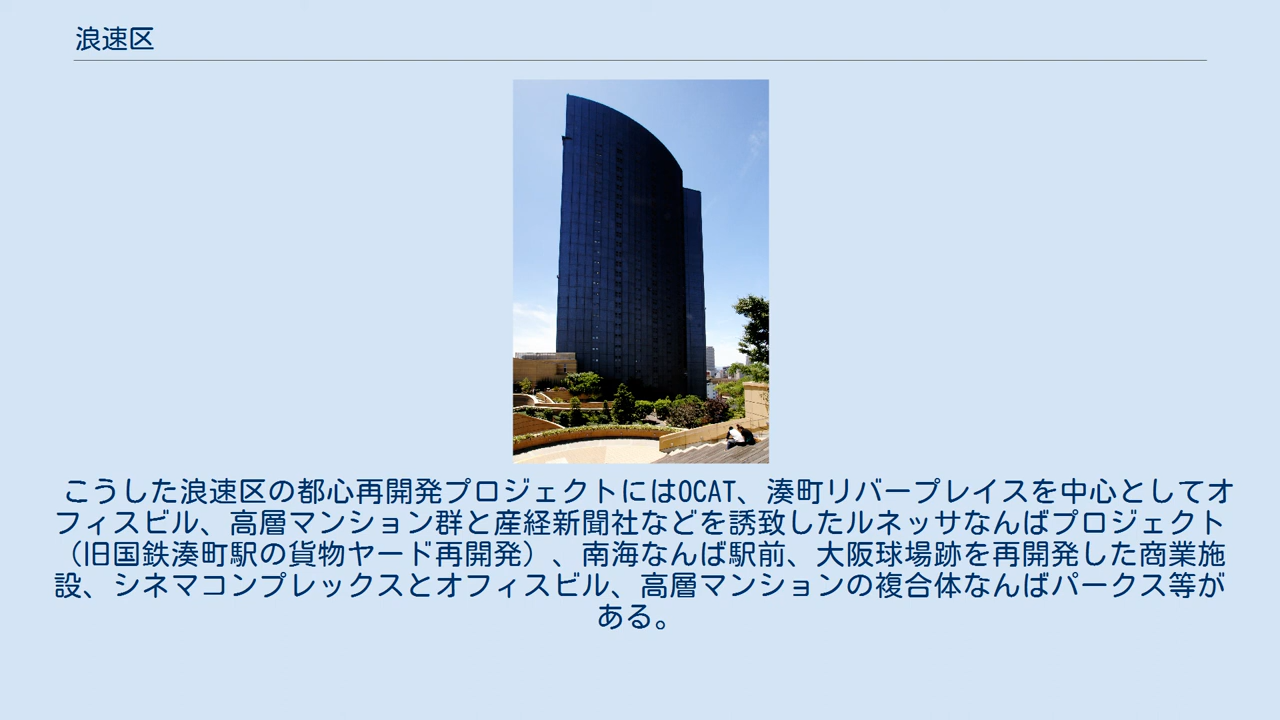 浪速区
こうした浪速区の都心再開発プロジェクトにはOCAT、湊町リバープレイスを中心としてオ
フィスビル、高層マンション群と産経新聞社などを誘致したルネッサなんばプロジェクト
（旧国鉄湊町駅の貨物ヤード再開発）、南海なんば駅前、大阪球場跡を再開発した商業施
設、シネマコンプレックスとオフィスビル、高層マンションの複合体なんばパークス等が
ある。